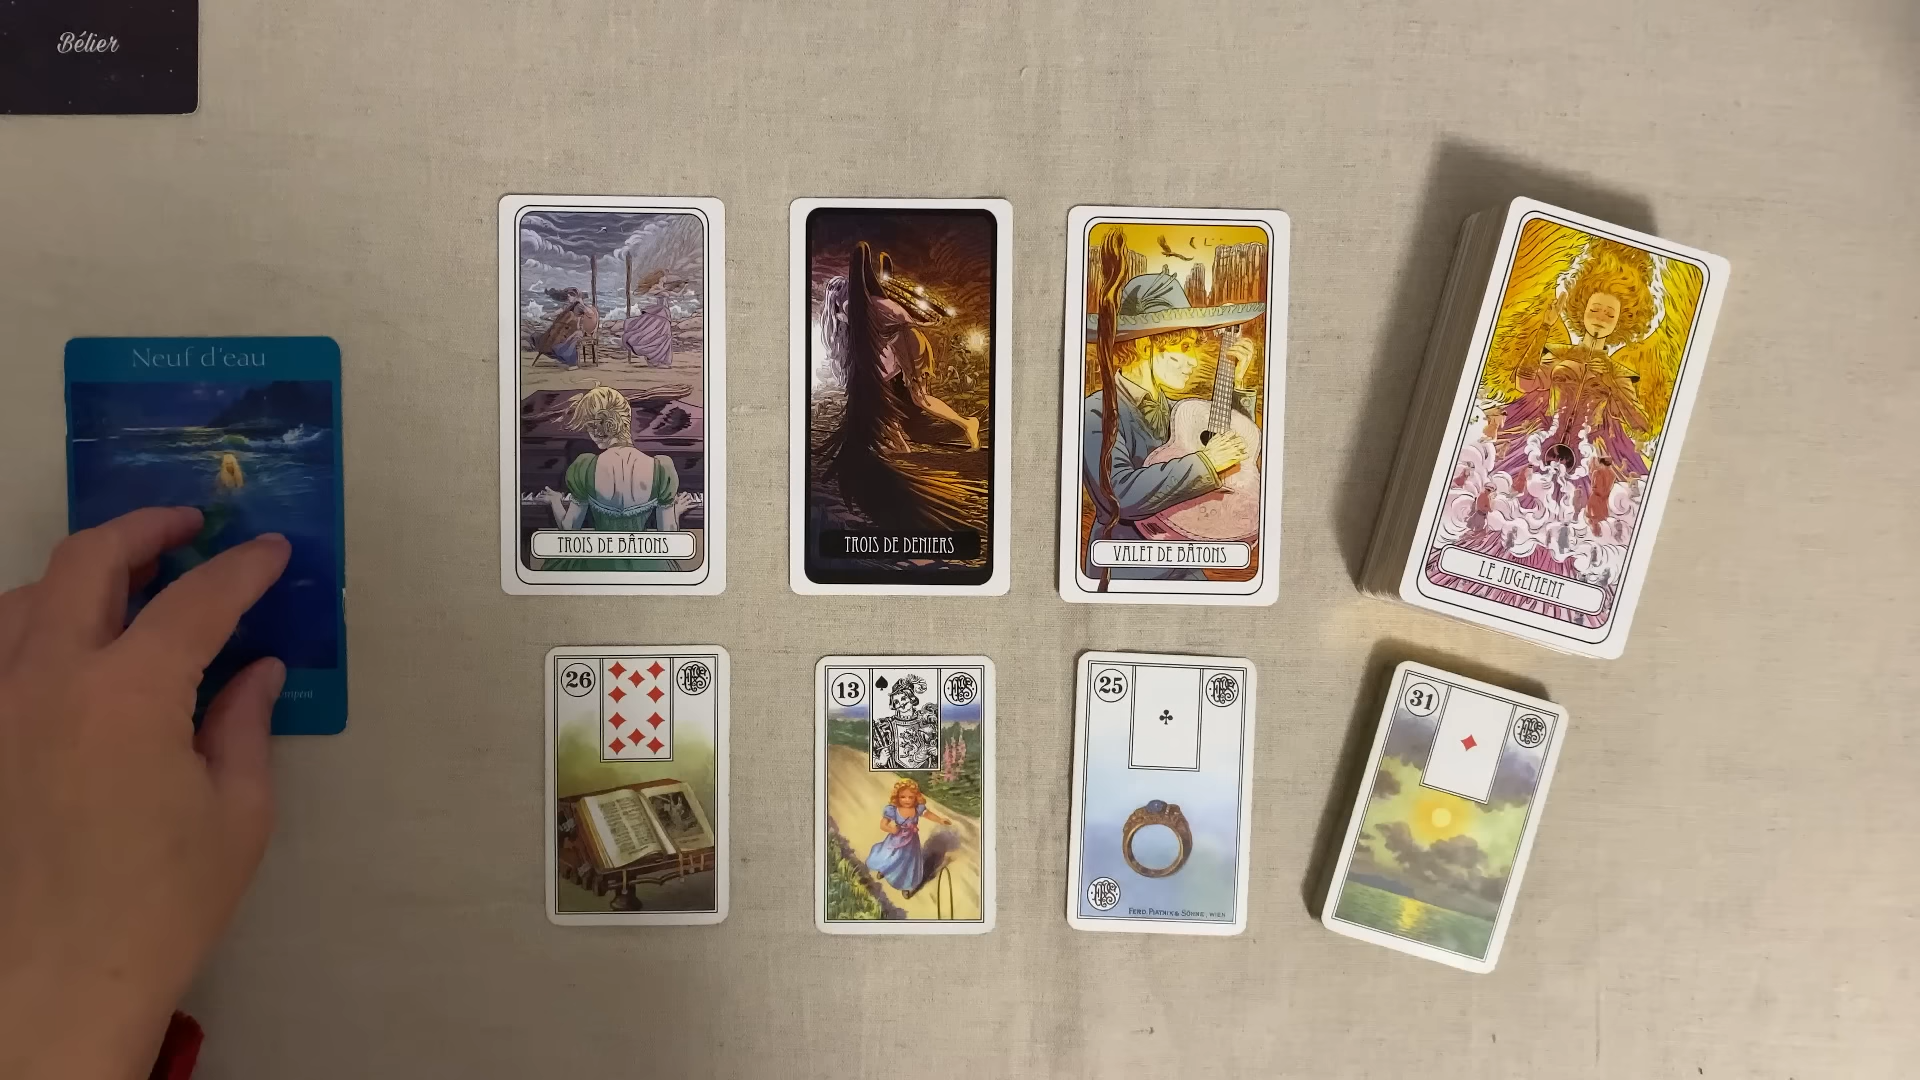 Bélier
Neuf d'eau
TROIS DE BÂTONS
TROIS DE DENIERS
VALET DE BÂTONS
LE JUGEMENT
26
13
25
31
FERD. PIATNIK & SÖHNE, WIEN